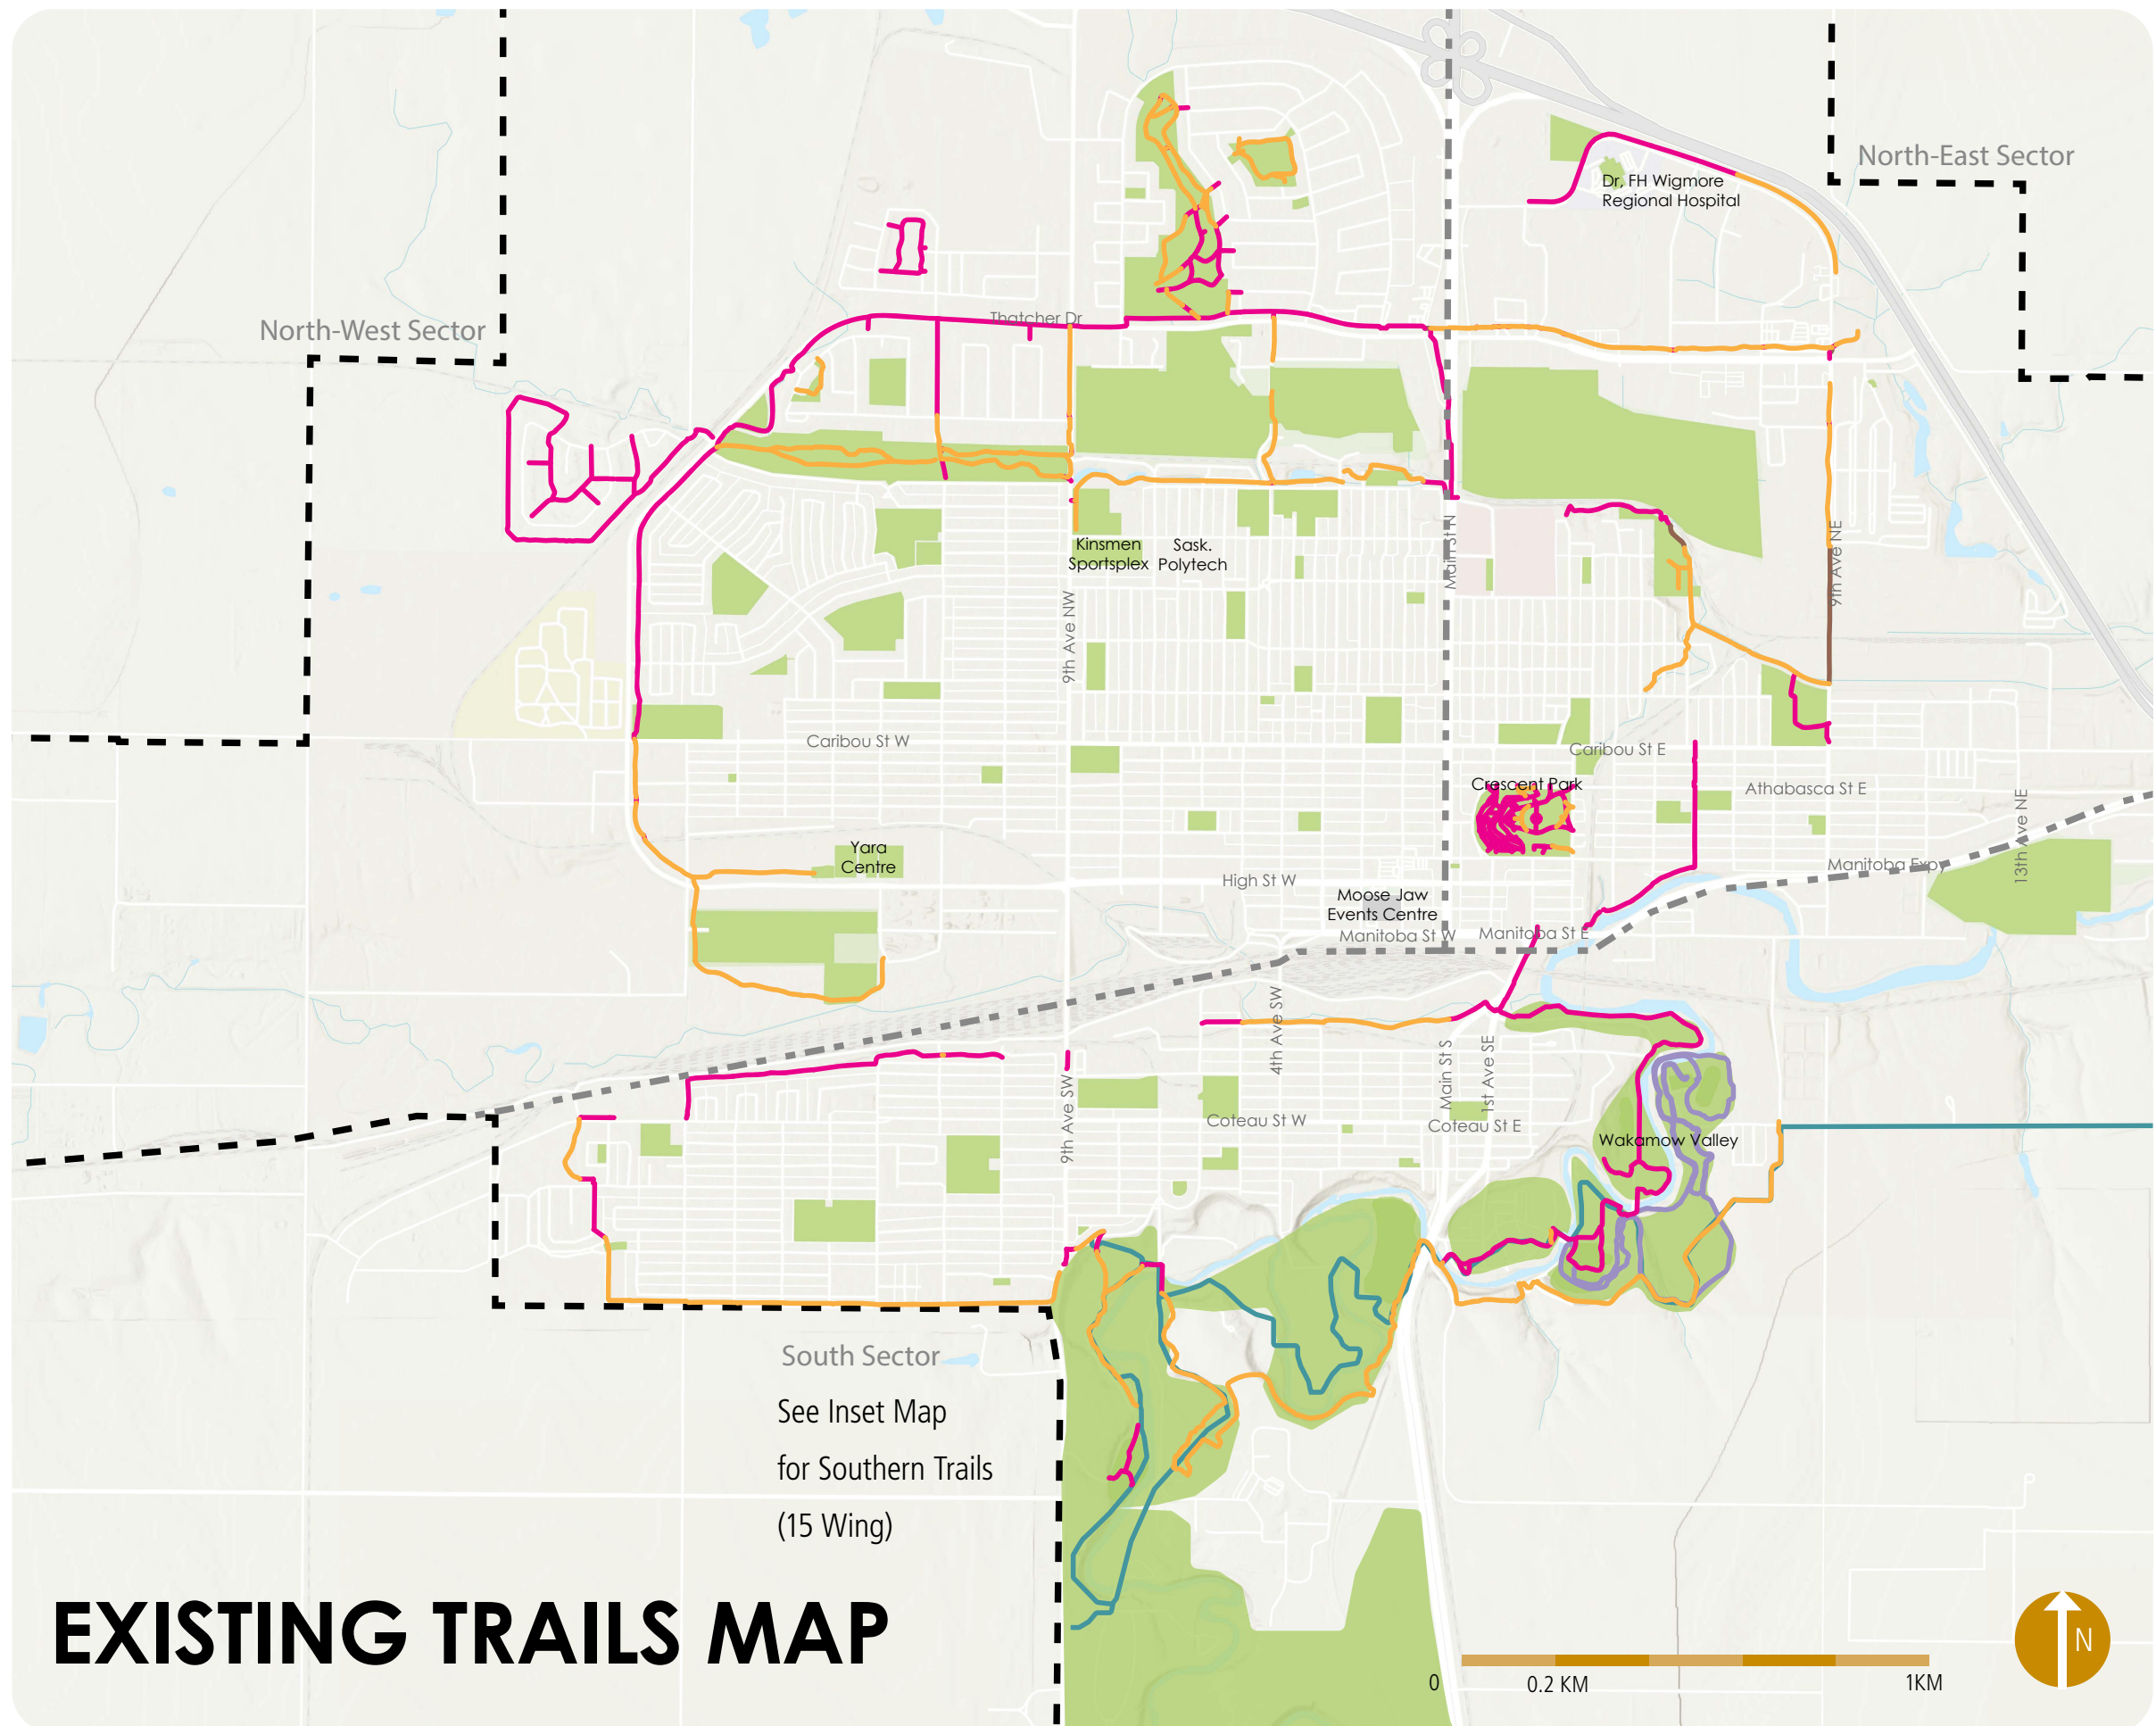 North-East Sector
Dr, FH Wigmore
Regional Hospital
North-West Sector
Thatcher Dr
Main St N
9th Ave NE
Kinsmen
Sportsplex
Sask.
Polytech
9th Ave NW
Caribou St W
Caribou St E
Crescent Park
Athabasca St E
13th Ave NE
Yara
Centre
Manitoba Expy
High St W
Moose Jaw
Events Centre
Manitoba St W
Manitoba St E
4th Ave SW
Main St S
1st Ave SE
9th Ave SW
Coteau St W
Coteau St E
Wakamow Valley
South Sector
See Inset Map
for Southern Trails
(15 Wing)
EXISTING TRAILS MAP
N
0
0.2 KM
1KM